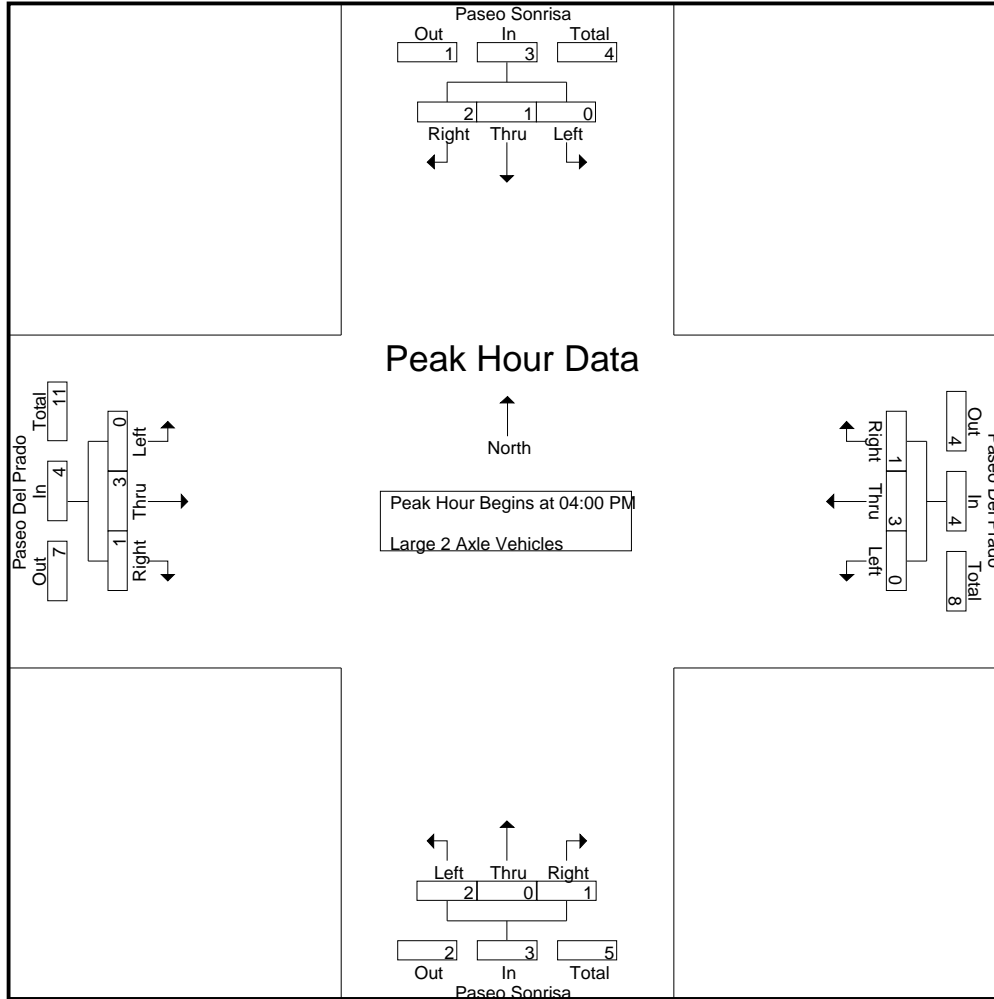 Paseo Sonrisa
Out In Total
1 3 4
2 1 0
Right Thru Left
Peak Hour Data
North
Peak Hour Begins at 04:00 PM
Large 2 Axle Vehicles
Paseo Del Prado
Out In Total
7 4 11
Left Thru Right
0 3 1
Right Thru Left
1 3 0
Out In Total
4 4 8
Paseo Del Prado
Left Thru Right
2 0 1
2 3 5
Out In Total
Paseo Sonrisa